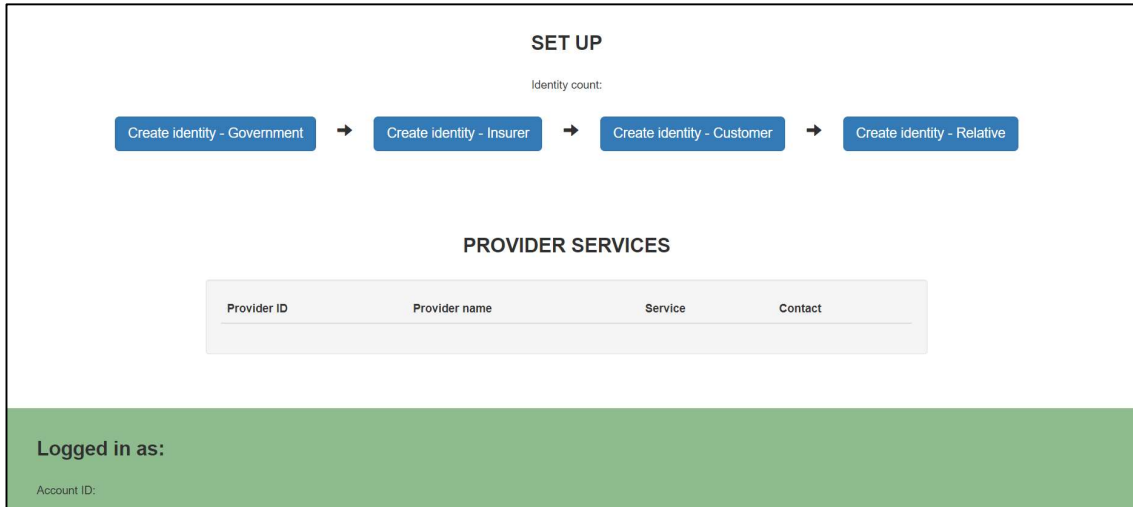 SET UP
Identity count:
Create identity - Government Create identity - Insurer Create identity - Customer Create identity - Relative
PROVIDER SERVICES
Provider ID Provider name Service Contact
Logged in as:
Account ID: